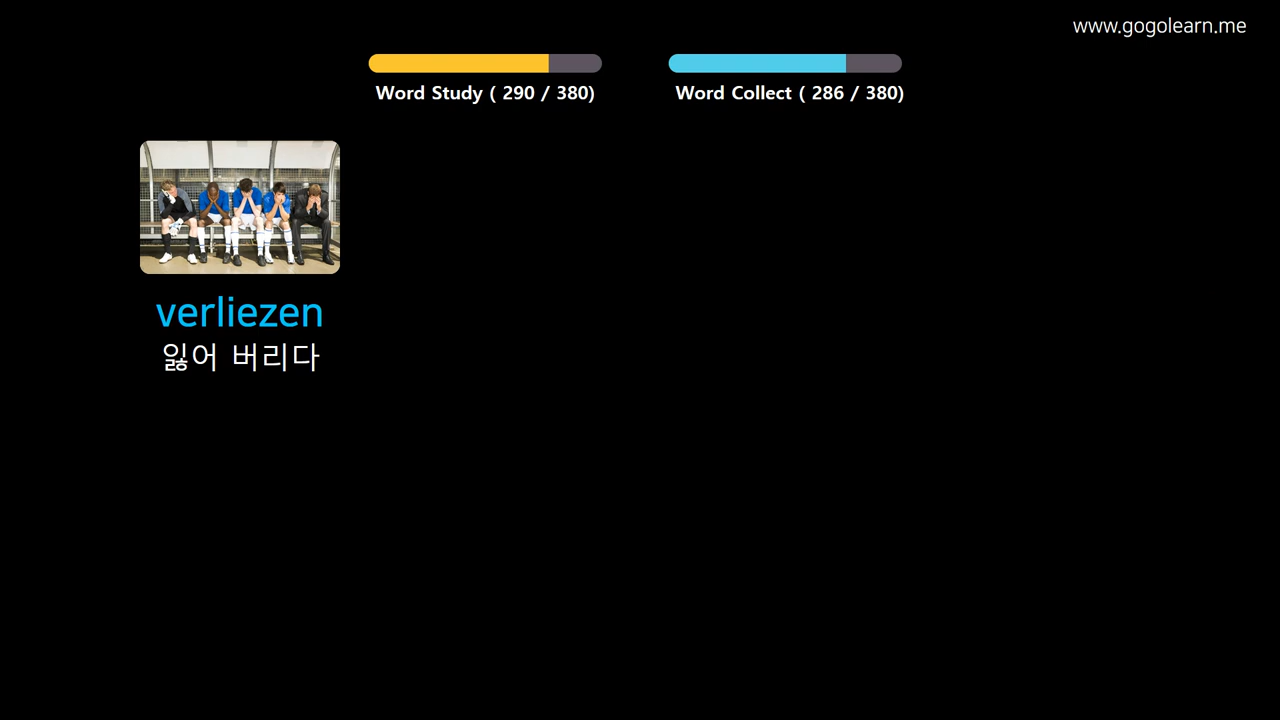 www.gogolearn.me
Word Study ( 290 / 380)
Word Collect ( 286 / 380)
verliezen
잃어 버리다